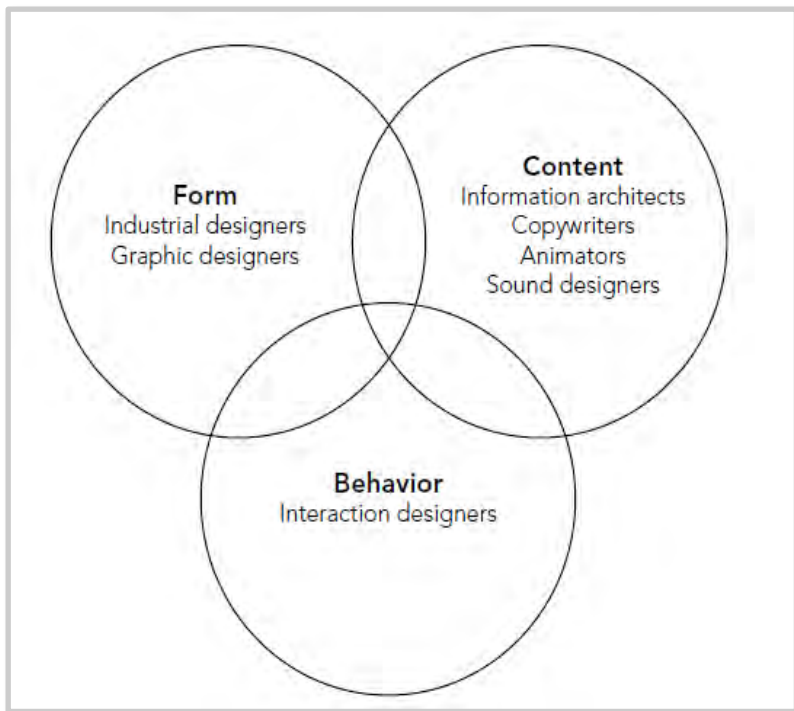 Form
Industrial designers
Graphic designers
Content
Information architects
Copywriters
Animators
Sound designers
Behavior
Interaction designers